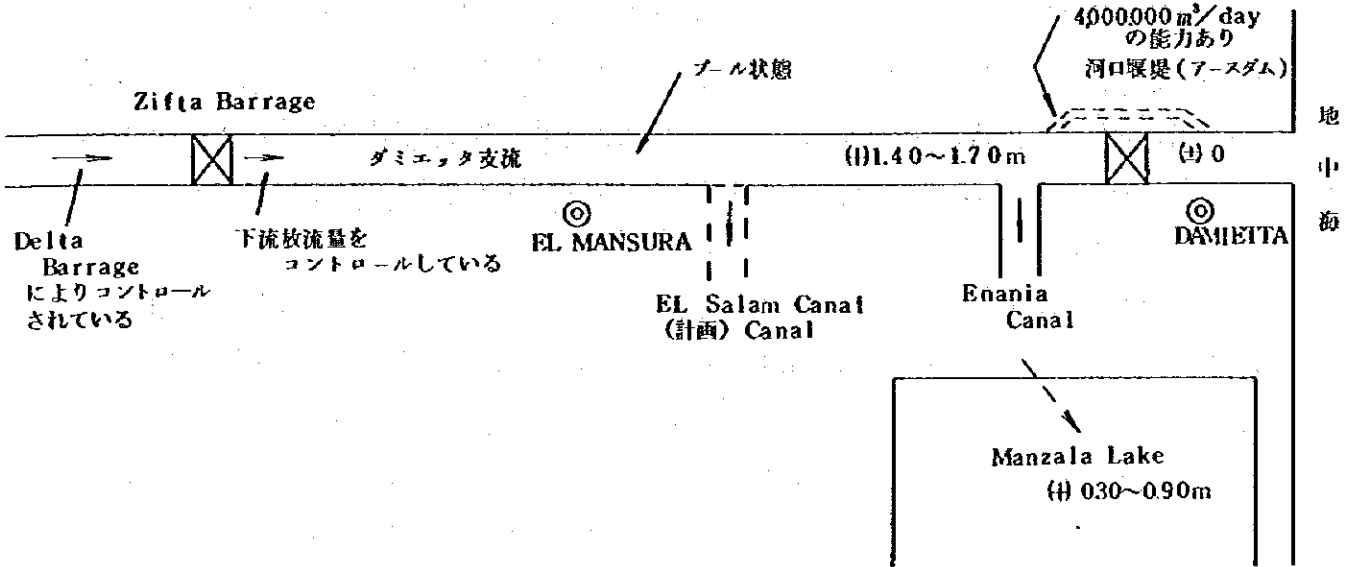 4,000,000 m³/day
の能力あり
河口堰堤(アースダム)
プール状態
Zifta Barrage
地中海
ダミエッタ支流
(+)1.40~1.70m
(±)0
Delta
Barrage
によりコントロール
されている
下流放流量を
コントロールしている
EL MANSURA
DAMIETTA
EL Salam Canal
(計画) Canal
Enania
Canal
Manzala Lake
(+) 0.30~0.90m